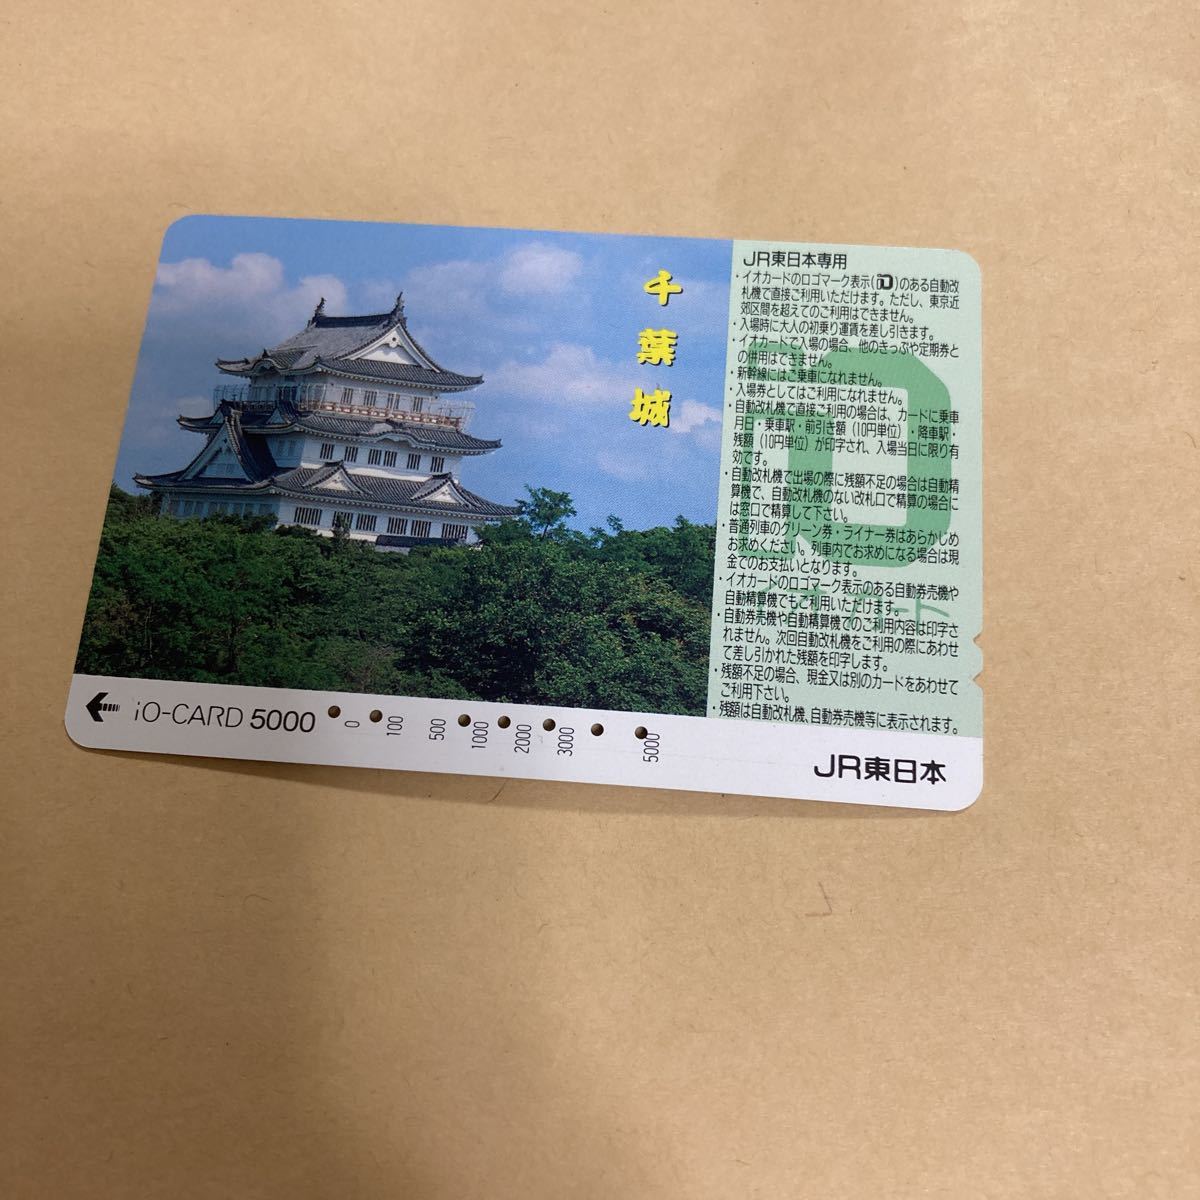 千葉城
JR東日本専用
・イオカードのロゴマーク表示(iO)のある自動改
札機で直接ご利用いただけます。ただし、東京近
郊区間を超えてのご利用はできません。
・入場時に大人の初乗り運賃を差し引きます。
・イオカードで入場の場合、他のきっぷや定期券と
の併用はできません。
・新幹線にはご乗車になれません。
・入場券としてはご利用になれません。
・自動改札機で直接ご利用の場合は、カードに乗車
月日・乗車駅・前引き額（10円単位）・降車駅・
残額（10円単位）が印字され、入場当日に限り有
効です。
・自動改札機で出場の際に残額不足の場合は自動精
算機で、自動改札機のない改札口で精算の場合に
は窓口で精算して下さい。
・普通列車のグリーン券・ライナー券はあらかじめ
お求めください。列車内でお求めになる場合は現
金でのお支払いとなります。
・イオカードのロゴマーク表示のある自動券売機や
自動精算機でもご利用いただけます。
・自動券売機や自動精算機でのご利用内容は印字さ
れません。次回自動改札機をご利用の際にあわせ
て差し引かれた残額を印字します。
・残額不足の場合、現金又は別のカードをあわせて
ご利用下さい。
・残額は自動改札機、自動券売機等に表示されます。
iO-CARD 5000
0 100 500 1000 2000 3000 5000
JR東日本